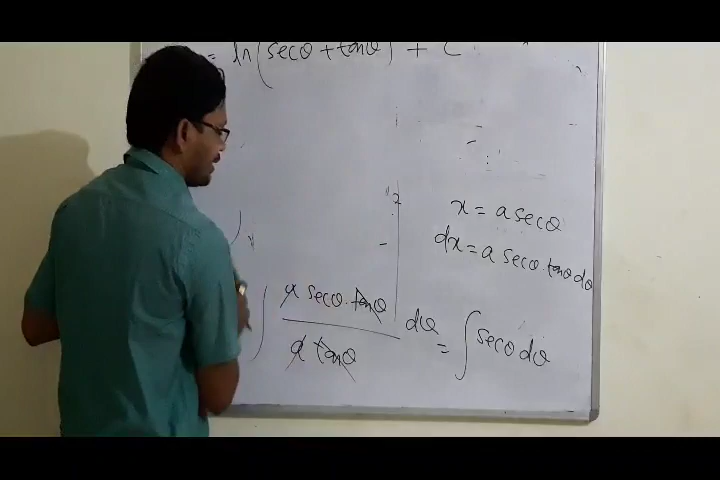 = ln(secθ + tanθ) + C
x = a secθ
dx = a secθ. tanθ dθ
∫ a secθ. tanθ / a tanθ dθ = ∫ secθ dθ